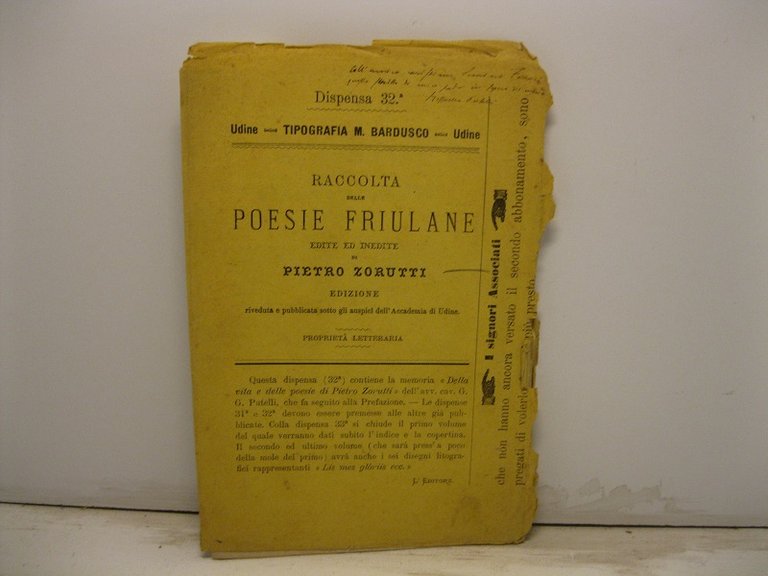 Dispensa 32.ª
Udine TIPOGRAFIA M. BARDUSCO Udine
RACCOLTA
DELLE
POESIE FRIULANE
EDITE ED INEDITE
DI
PIETRO ZORUTTI
EDIZIONE
riveduta e pubblicata sotto gli auspici dell'Accademia di Udine.
PROPRIETÀ LETTERARIA
Questa dispensa (32ª) contiene la memoria « Della
vita e delle poesie di Pietro Zorutti » dell'avv. cav. G.
G. Putelli, che fa seguito alla Prefazione. — Le dispense
31ª e 32ª devono essere premesse alle altre già pub-
blicate. Colla dispensa 33ª si chiude il primo volume
del quale verranno dati subito l'indice e la copertina.
Il secondo ed ultimo volume (che sarà press'a poco
della mole del primo) avrà anche i sei disegni litogra-
fici rappresentanti « Lis mes glòriis ecc. »
L' EDITORE.
I signori Associati
che non hanno ancora versato il secondo abbonamento, sono
pregati di volerlo più presto